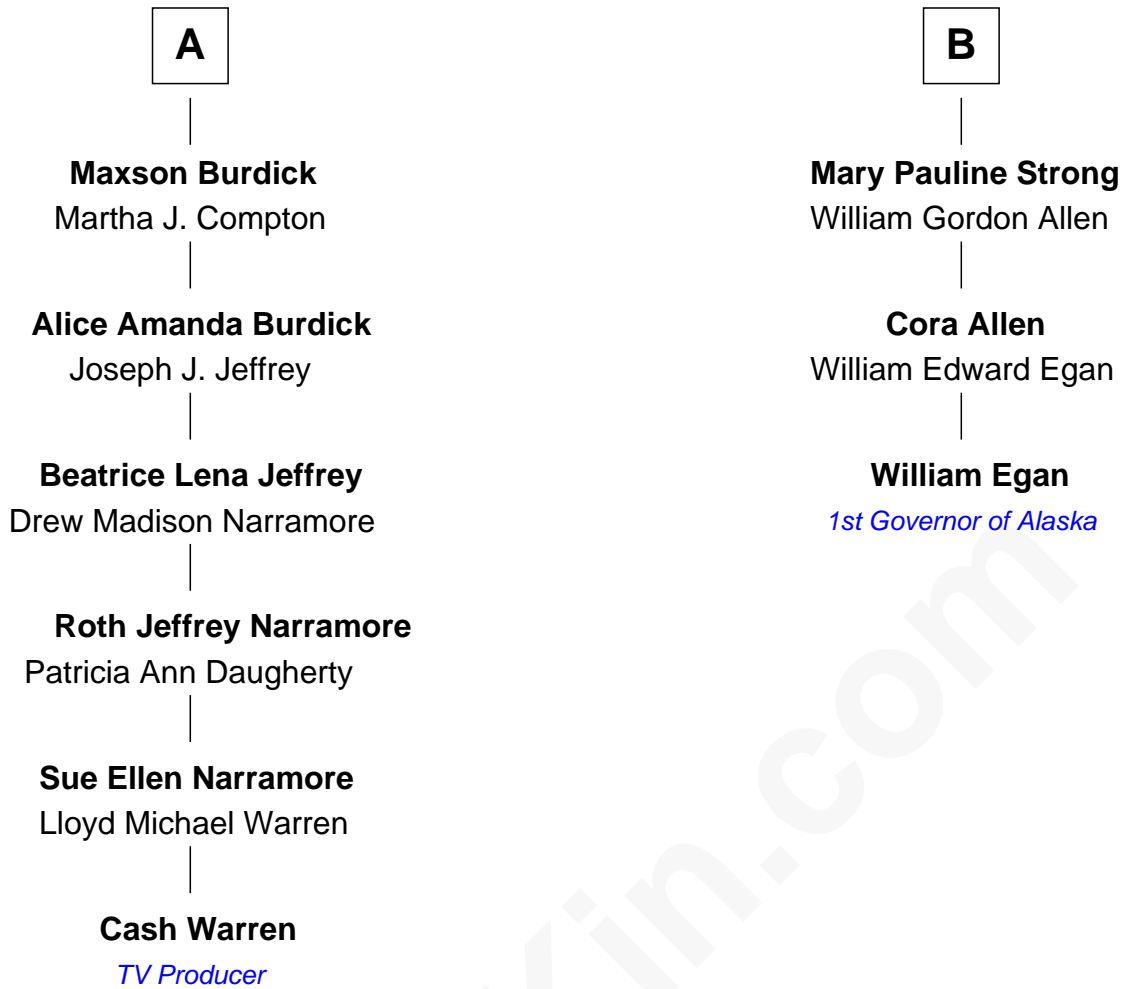 A
Maxson Burdick
Martha J. Compton
Alice Amanda Burdick
Joseph J. Jeffrey
Beatrice Lena Jeffrey
Drew Madison Narramore
Roth Jeffrey Narramore
Patricia Ann Daugherty
Sue Ellen Narramore
Lloyd Michael Warren
Cash Warren
TV Producer
B
Mary Pauline Strong
William Gordon Allen
Cora Allen
William Edward Egan
William Egan
1st Governor of Alaska